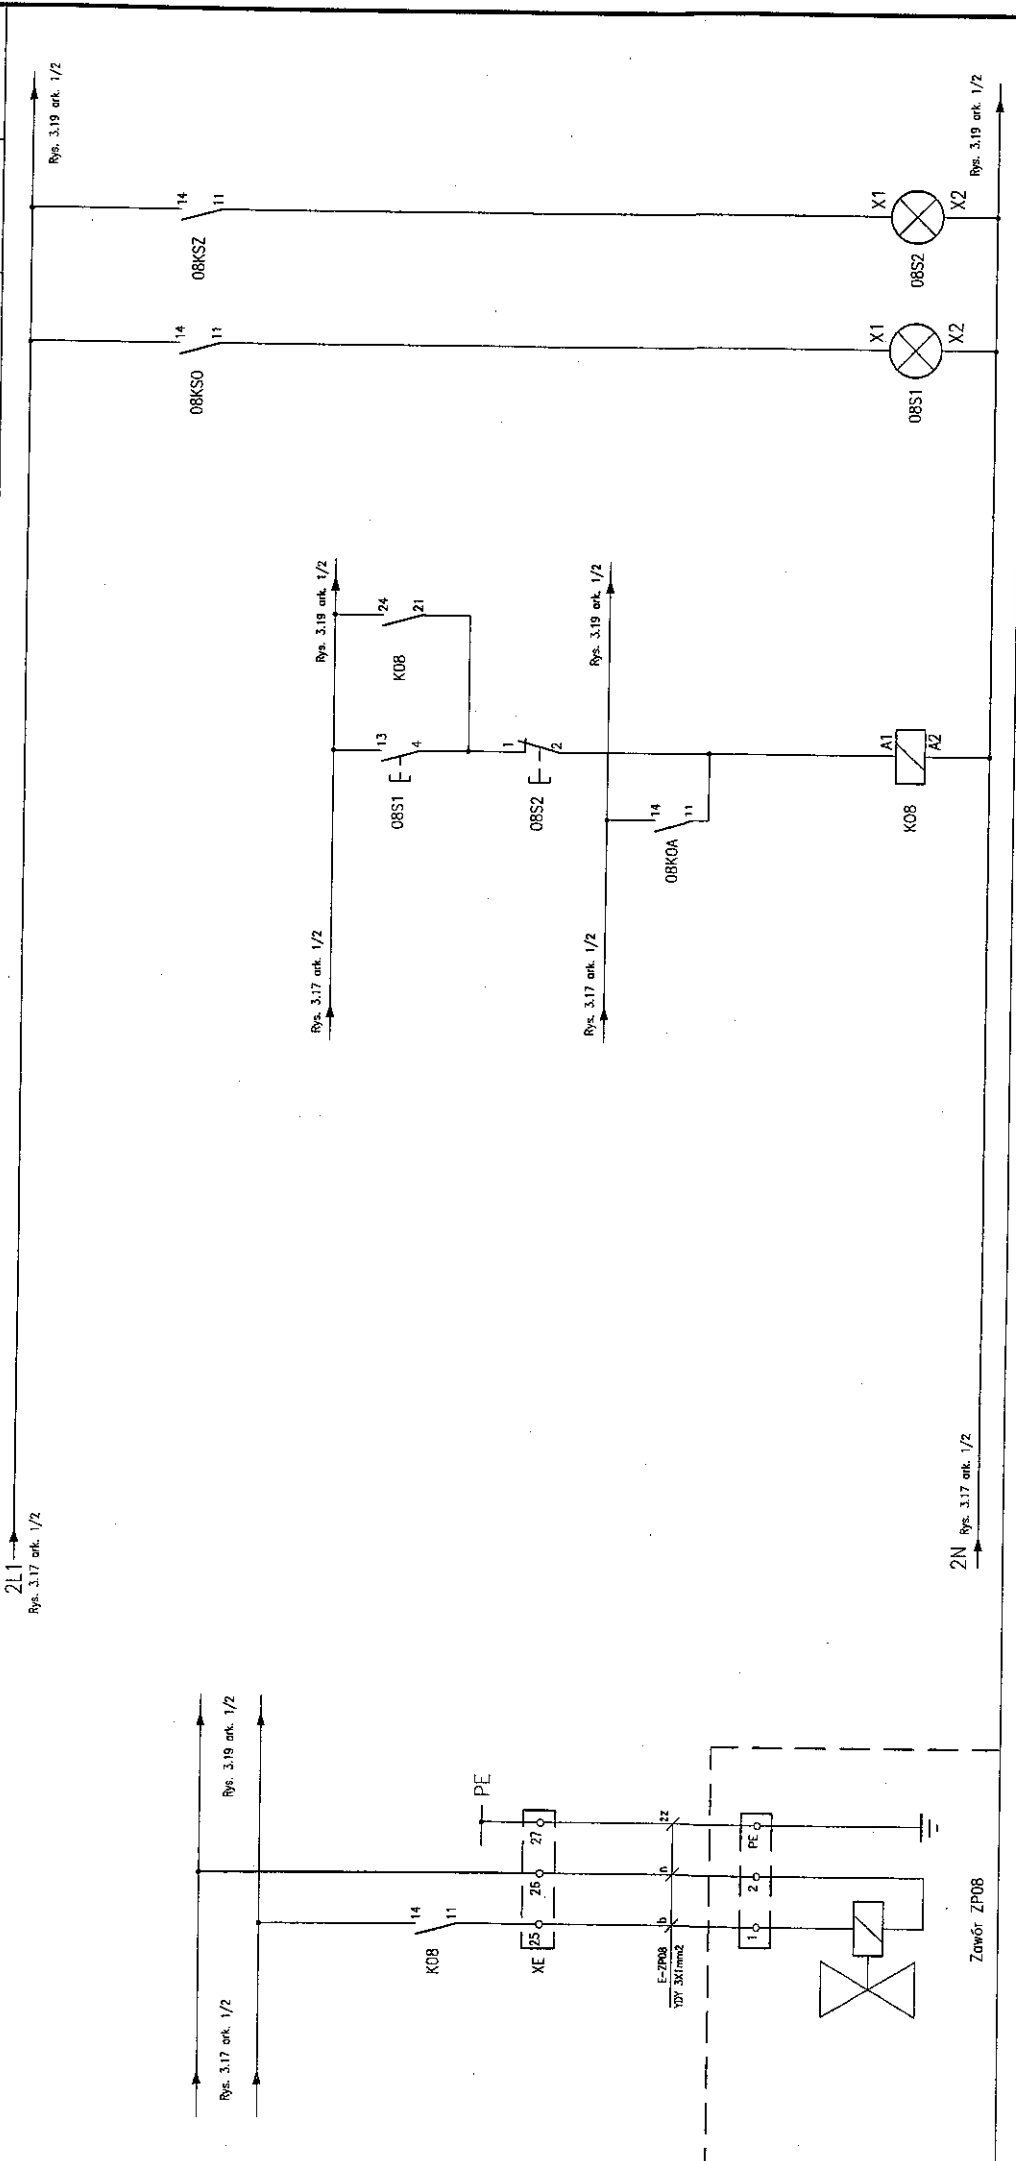 Rys. 3.19 ark. 1/2
Rys. 3.19 ark. 1/2
14
11
08KSZ
X1
X2
08S2
14
11
08KSO
X1
X2
08S1
Rys. 3.19 ark. 1/2
24
21
K08
Rys. 3.19 ark. 1/2
13
4
08S1
1
2
08S2
14
11
08K0A
A1
A2
K08
Rys. 3.17 ark. 1/2
Rys. 3.17 ark. 1/2
2L1
Rys. 3.17 ark. 1/2
2N
Rys. 3.17 ark. 1/2
Rys. 3.19 ark. 1/2
PE
27
26
25
XE
14
11
K08
zz
n
b
E-ZP08
YDY 3X1mm2
PE
2
1
Zawór ZP08
Rys. 3.17 ark. 1/2